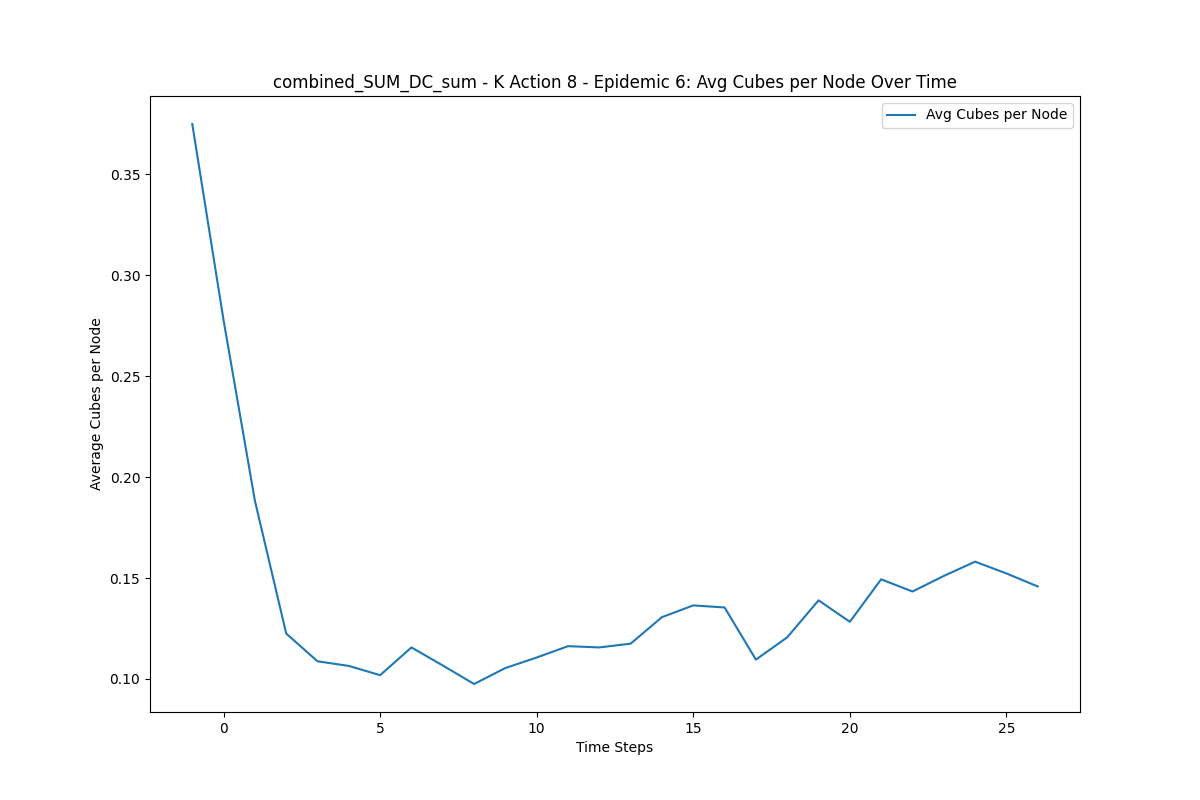 combined_SUM_DC_sum - K Action 8 - Epidemic 6: Avg Cubes per Node Over Time
Avg Cubes per Node
Average Cubes per Node
0.35
0.30
0.25
0.20
0.15
0.10
0 5 10 15 20 25
Time Steps